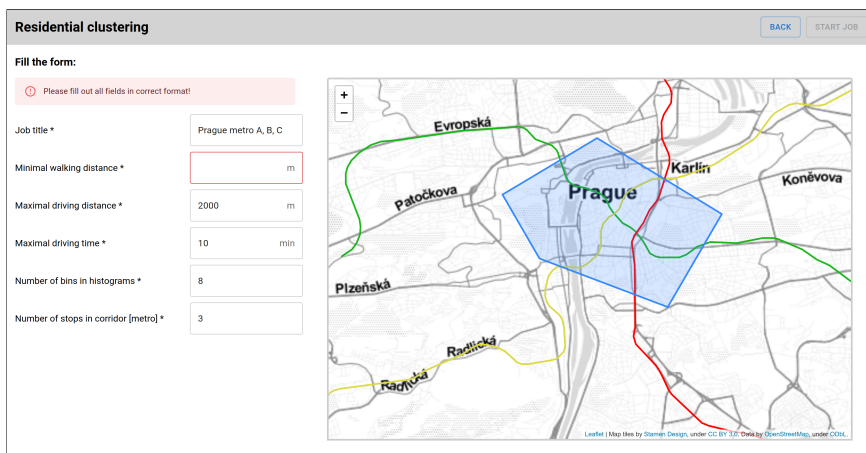 Residential clustering
BACK
START JOB
Fill the form:
Please fill out all fields in correct format!
Job title *
Prague metro A, B, C
Minimal walking distance *
m
Maximal driving distance *
2000
m
Maximal driving time *
10
min
Number of bins in histograms *
8
Number of stops in corridor [metro] *
3
+
−
Evropská
Karlín
Koněvova
Patočkova
Prague
Plzeňská
Radlická
Radlická
Leaflet | Map tiles by Stamen Design, under CC BY 3.0. Data by OpenStreetMap, under ODbL.